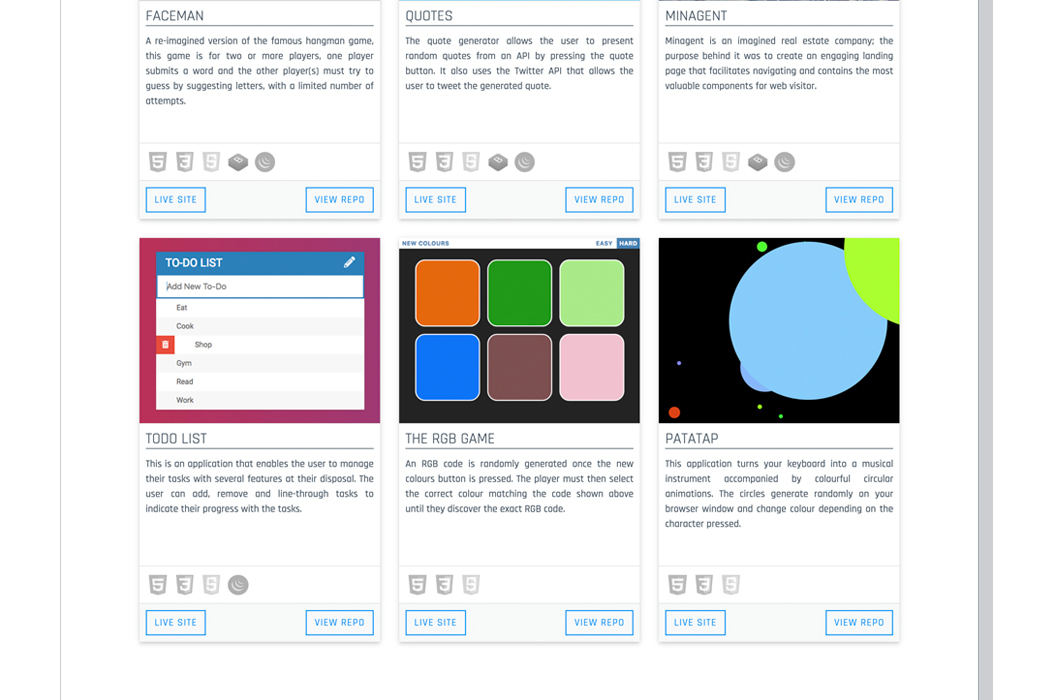 FACEMAN
A re-imagined version of the famous hangman game,
this game is for two or more players, one player
submits a word and the other player(s) must try to
guess by suggesting letters, with a limited number of
attempts.
LIVE SITE
VIEW REPO
QUOTES
The quote generator allows the user to present
random quotes from an API by pressing the quote
button. It also uses the Twitter API that allows the
user to tweet the generated quote.
LIVE SITE
VIEW REPO
MINAGENT
Minagent is an imagined real estate company; the
purpose behind it was to create an engaging landing
page that facilitates navigating and contains the most
valuable components for web visitor.
LIVE SITE
VIEW REPO
TO-DO LIST
Add New To-Do
Eat
Cook
Shop
Gym
Read
Work
TODO LIST
This is an application that enables the user to manage
their tasks with several features at their disposal. The
user can add, remove and line-through tasks to
indicate their progress with the tasks.
LIVE SITE
VIEW REPO
NEW COLOURS
EASY
HARD
THE RGB GAME
An RGB code is randomly generated once the new
colours button is pressed. The player must then select
the correct colour matching the code shown above
until they discover the exact RGB code.
LIVE SITE
VIEW REPO
PATATAP
This application turns your keyboard into a musical
instrument accompanied by colourful circular
animations. The circles generate randomly on your
browser window and change colour depending on the
character pressed.
LIVE SITE
VIEW REPO